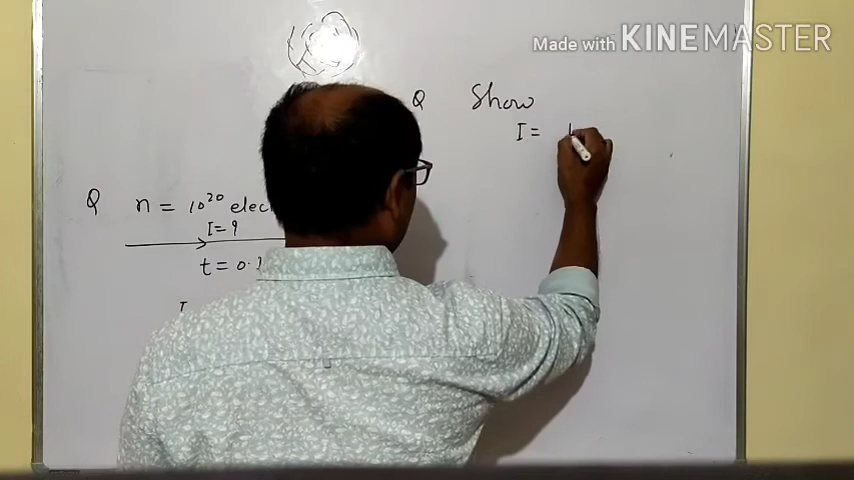 Made with KINEMASTER
Q Show
I =
Q n = 10²⁰ elec
I = ?
t = 0.
I